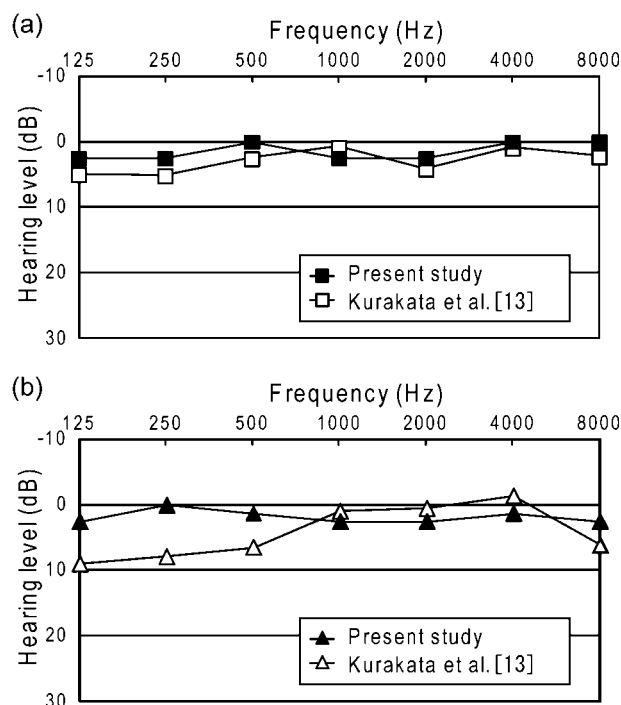 (a)
Frequency (Hz)
125 250 500 1000 2000 4000 8000
-10
0
10
20
30
Hearing level (dB)
Present study
Kurakata et al.[13]
(b)
Frequency (Hz)
125 250 500 1000 2000 4000 8000
-10
0
10
20
30
Hearing level (dB)
Present study
Kurakata et al.[13]